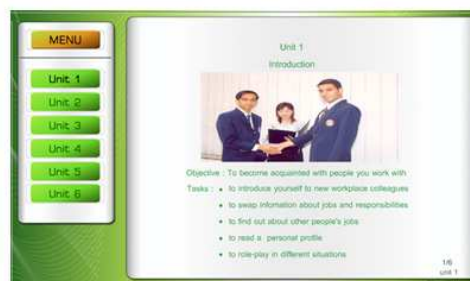 MENU
Unit 1
Unit 2
Unit 3
Unit 4
Unit 5
Unit 6
Unit 1
Introduction
Objective : To become acquainted with people you work with
Tasks : • to introduce yourself to new workplace colleagues
• to swap infomation about jobs and responsibilities
• to find out about other people's jobs
• to read a personal profile
• to role-play in different situations
1/6
unit 1